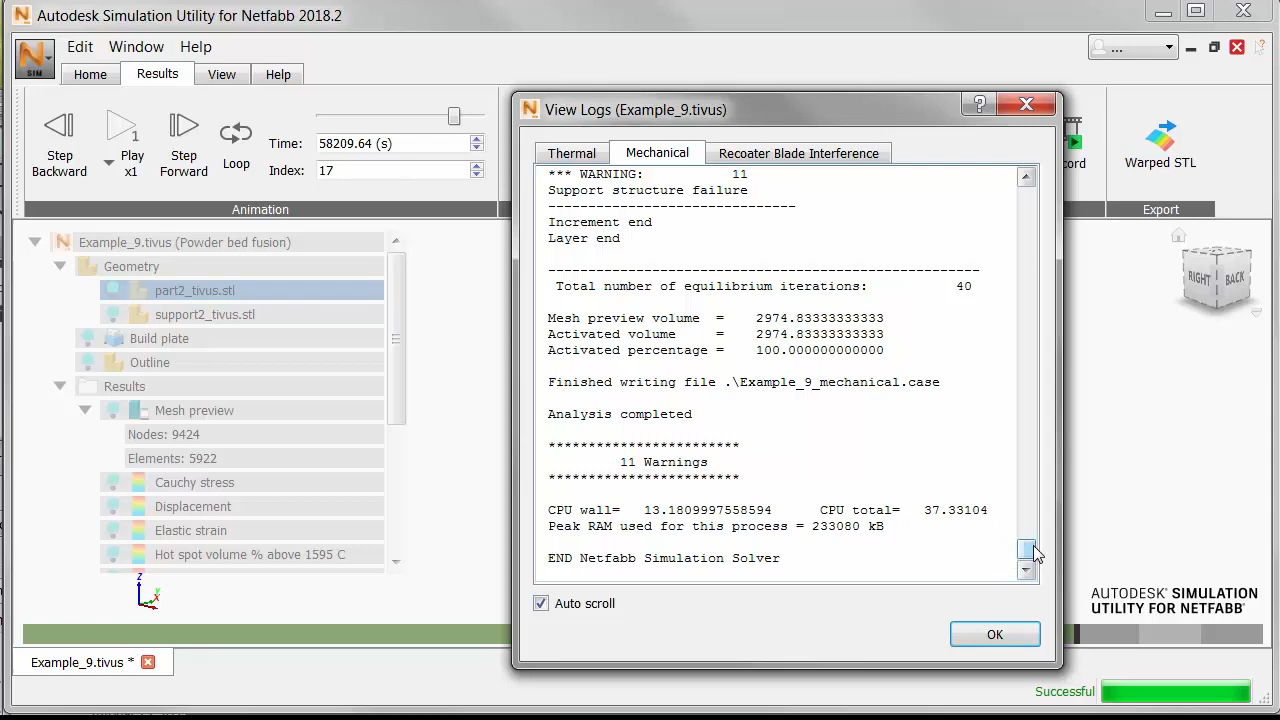 Autodesk Simulation Utility for Netfabb 2018.2
Edit Window Help
...
SIM
Home Results View Help
Step Backward
Play x1
1
Step Forward
Loop
Time: 58209.6
(s)
Index: 17
Animation
View Logs (Example_9.tivus)
Thermal Mechanical Recoater Blade Interference
*** WARNING: 11
Support structure failure
-------------------------------
Increment end
Layer end
------------------------------------------------------
Total number of equilibrium iterations: 40
Mesh preview volume = 2974.83333333333
Activated volume = 2974.83333333333
Activated percentage = 100.000000000000
Finished writing file .\Example_9_mechanical.case
Analysis completed
************************
11 Warnings
************************
CPU wall= 13.1809997558594 CPU total= 37.33104
Peak RAM used for this process = 233080 kB
END Netfabb Simulation Solver
Auto scroll
OK
Warped STL
Export
Example_9.tivus (Powder bed fusion)
Geometry
part2_tivus.stl
support2_tivus.stl
Build plate
Outline
Results
Mesh preview
Nodes: 9424
Elements: 5922
Cauchy stress
Displacement
Elastic strain
Hot spot volume % above 1595 C
Z
Y
X
RIGHT BACK
AUTODESK® SIMULATION
UTILITY FOR NETFABB®
Example_9.tivus *
Successful